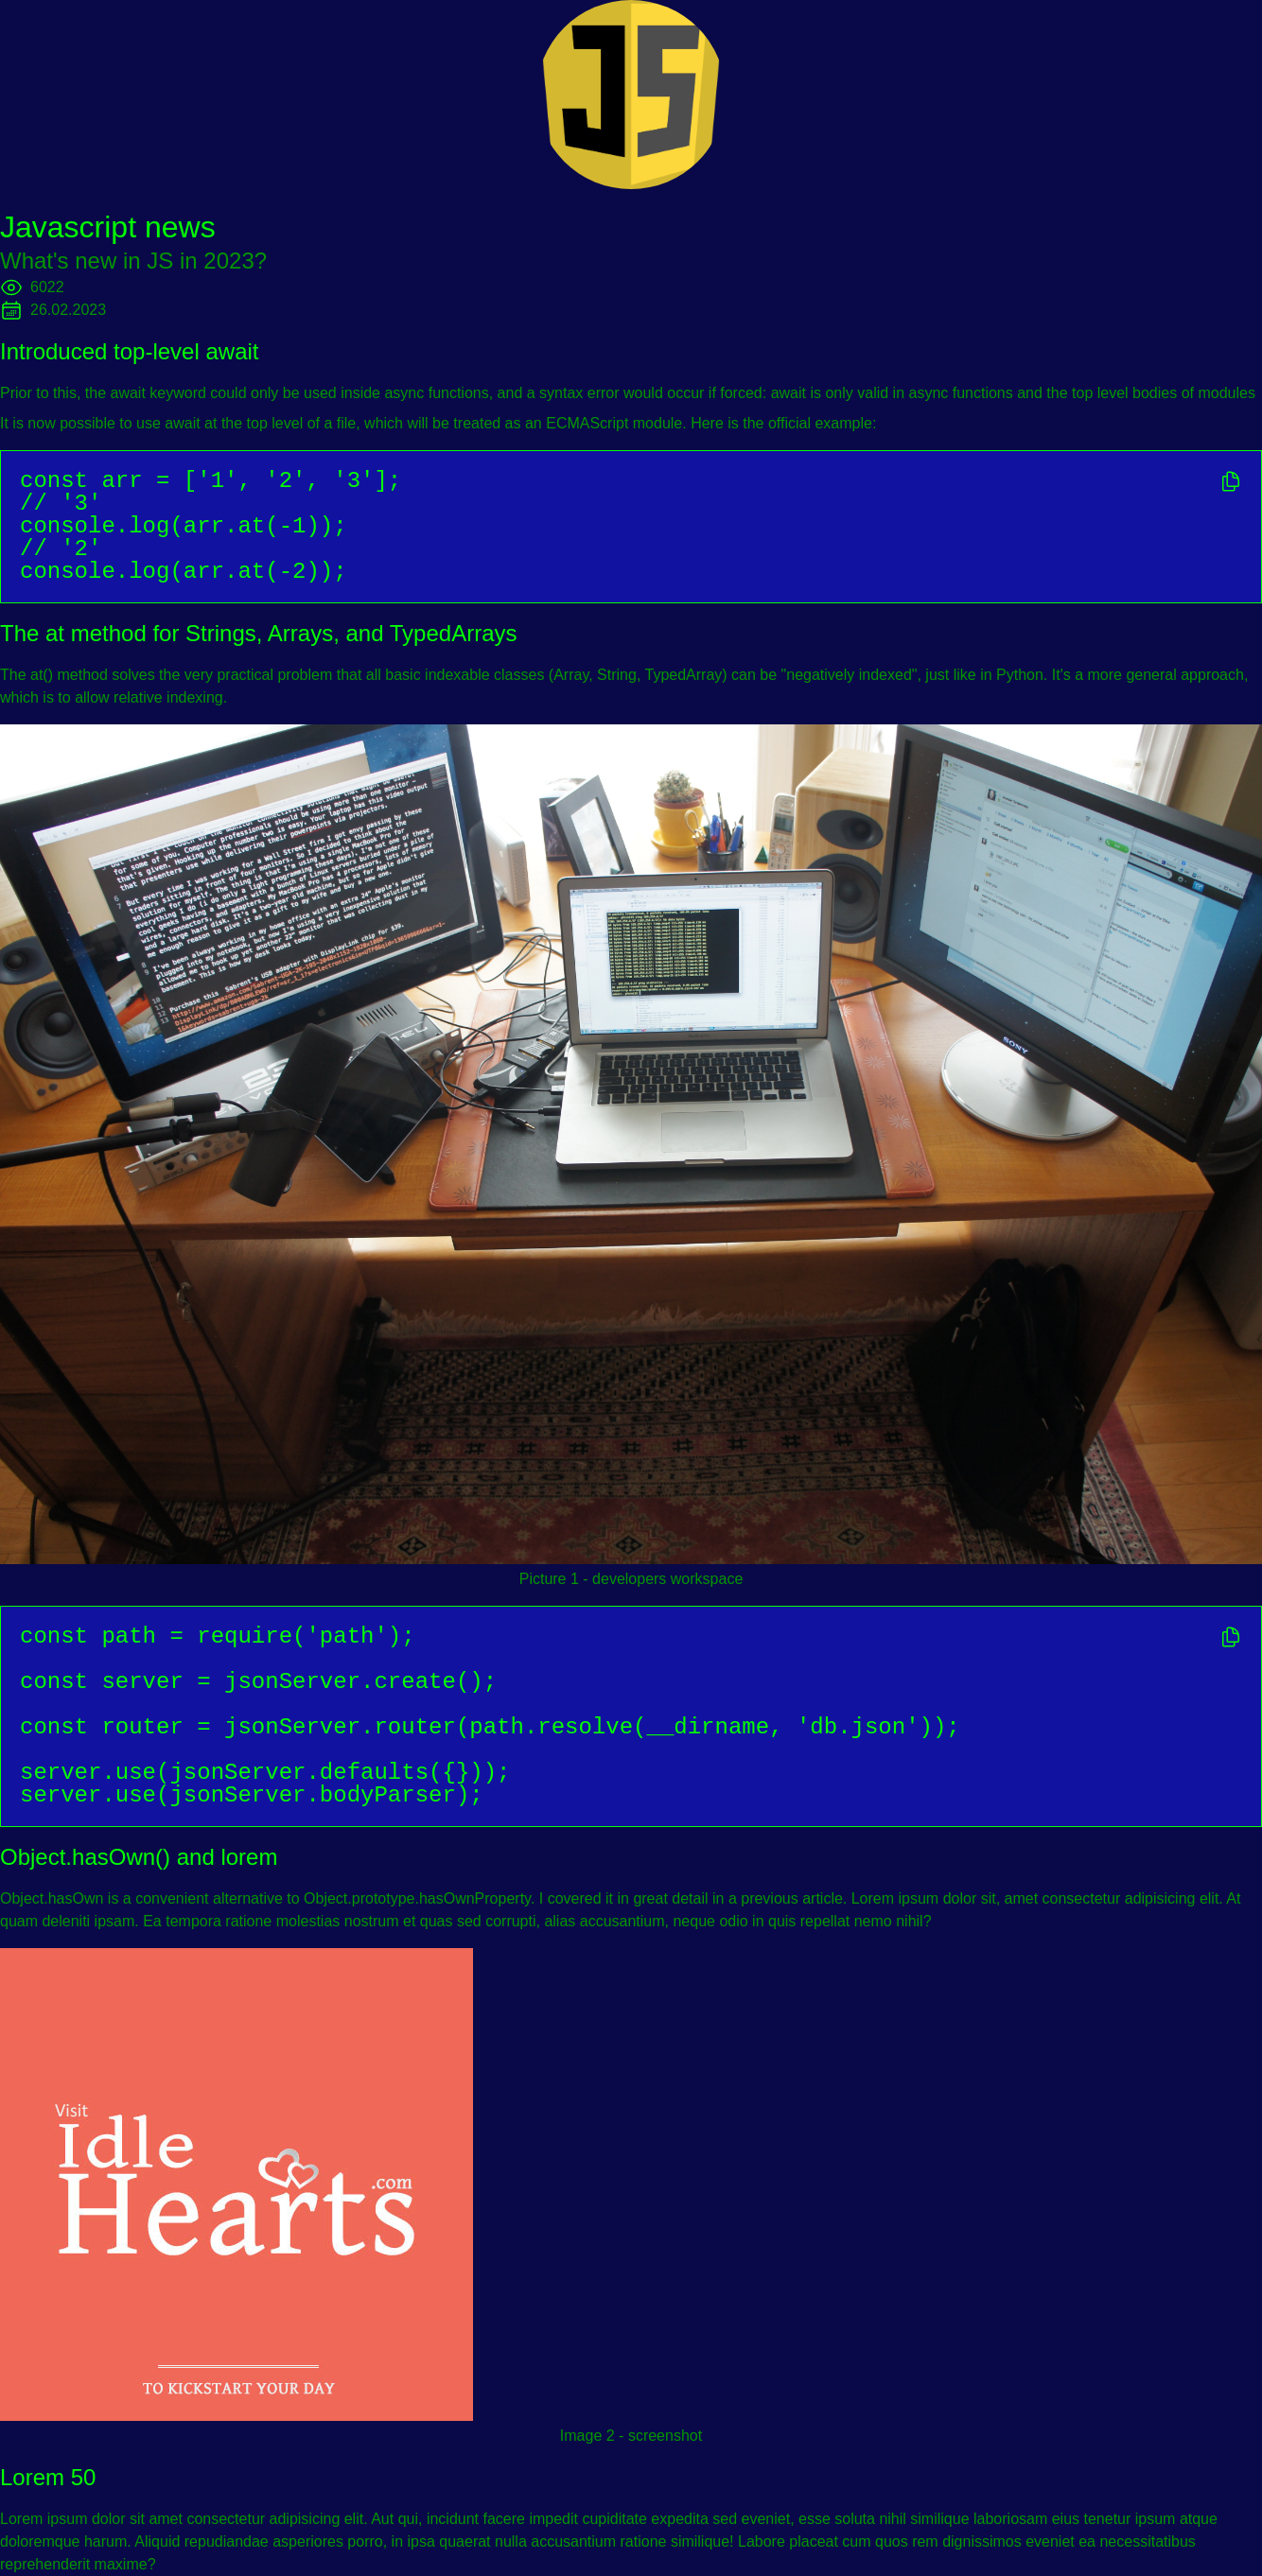 JS
Javascript news
What's new in JS in 2023?
6022
26.02.2023
Introduced top-level await
Prior to this, the await keyword could only be used inside async functions, and a syntax error would occur if forced: await is only valid in async functions and the top level bodies of modules
It is now possible to use await at the top level of a file, which will be treated as an ECMAScript module. Here is the official example:
const arr = ['1', '2', '3'];
// '3'
console.log(arr.at(-1));
// '2'
console.log(arr.at(-2));
The at method for Strings, Arrays, and TypedArrays
The at() method solves the very practical problem that all basic indexable classes (Array, String, TypedArray) can be "negatively indexed", just like in Python. It's a more general approach,
which is to allow relative indexing.
SONY
Picture 1 - developers workspace
const path = require('path');
const server = jsonServer.create();
const router = jsonServer.router(path.resolve(__dirname, 'db.json'));
server.use(jsonServer.defaults({}));
server.use(jsonServer.bodyParser);
Object.hasOwn() and lorem
Object.hasOwn is a convenient alternative to Object.prototype.hasOwnProperty. I covered it in great detail in a previous article. Lorem ipsum dolor sit, amet consectetur adipisicing elit. At
quam deleniti ipsam. Ea tempora ratione molestias nostrum et quas sed corrupti, alias accusantium, neque odio in quis repellat nemo nihil?
Visit
Idle
Hearts.com
TO KICKSTART YOUR DAY
Image 2 - screenshot
Lorem 50
Lorem ipsum dolor sit amet consectetur adipisicing elit. Aut qui, incidunt facere impedit cupiditate expedita sed eveniet, esse soluta nihil similique laboriosam eius tenetur ipsum atque
doloremque harum. Aliquid repudiandae asperiores porro, in ipsa quaerat nulla accusantium ratione similique! Labore placeat cum quos rem dignissimos eveniet ea necessitatibus
reprehenderit maxime?